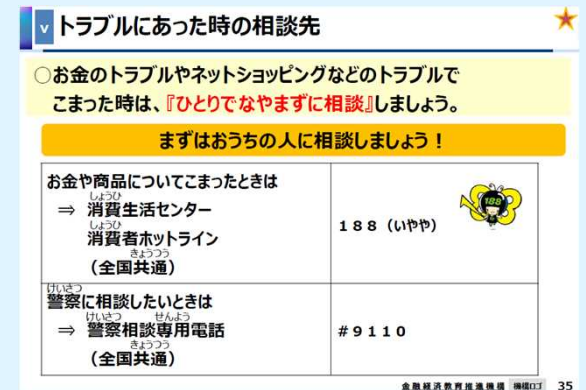 v トラブルにあった時の相談先
○お金のトラブルやネットショッピングなどのトラブルで
こまった時は、『ひとりでなやまずに相談』しましょう。
まずはおうちの人に相談しましょう！
お金や商品についてこまったときは
しょうひ
⇒ 消費生活センター
しょうひ
消費者ホットライン
きょうつう
（全国共通）
１８８（いやや）
188
けいさつ
警察に相談したいときは
けいさつ せんよう
⇒ 警察相談専用電話
きょうつう
（全国共通）
＃９１１０
金融経済教育推進機構 機構ロゴ 35